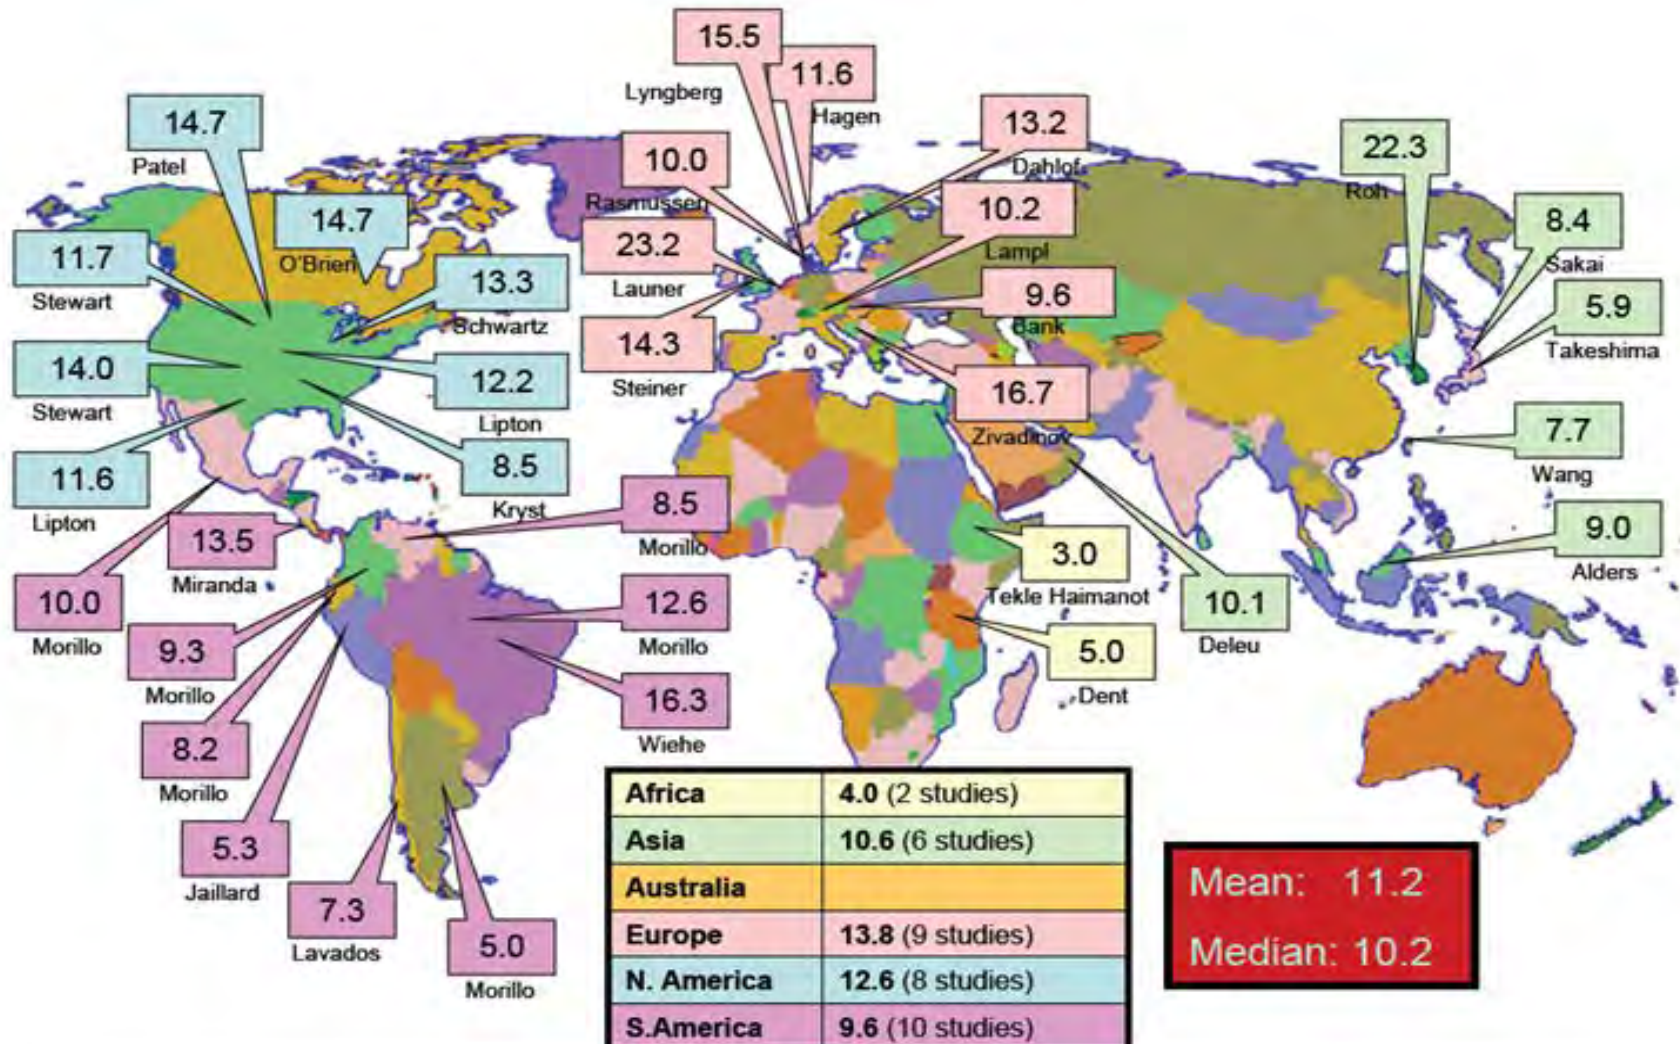 15.5
Lyngberg
11.6
Hagen
14.7
Patel
13.2
Dahlof
10.0
Rasmussen
22.3
Roh
14.7
O'Brien
10.2
Lampl
8.4
Sakai
11.7
Stewart
13.3
Schwartz
23.2
Launer
9.6
Bank
5.9
Takeshima
14.3
Steiner
14.0
Stewart
12.2
Lipton
16.7
Zivadinov
7.7
Wang
11.6
Lipton
8.5
Kryst
8.5
Morillo
13.5
Miranda
3.0
Tekle Haimanot
9.0
Alders
10.0
Morillo
12.6
Morillo
10.1
Deleu
9.3
Morillo
5.0
Dent
16.3
Wiehe
8.2
Morillo
5.3
Jaillard
7.3
Lavados
5.0
Morillo
Africa 4.0 (2 studies)
Asia 10.6 (6 studies)
Australia
Europe 13.8 (9 studies)
N. America 12.6 (8 studies)
S.America 9.6 (10 studies)
Mean: 11.2
Median: 10.2